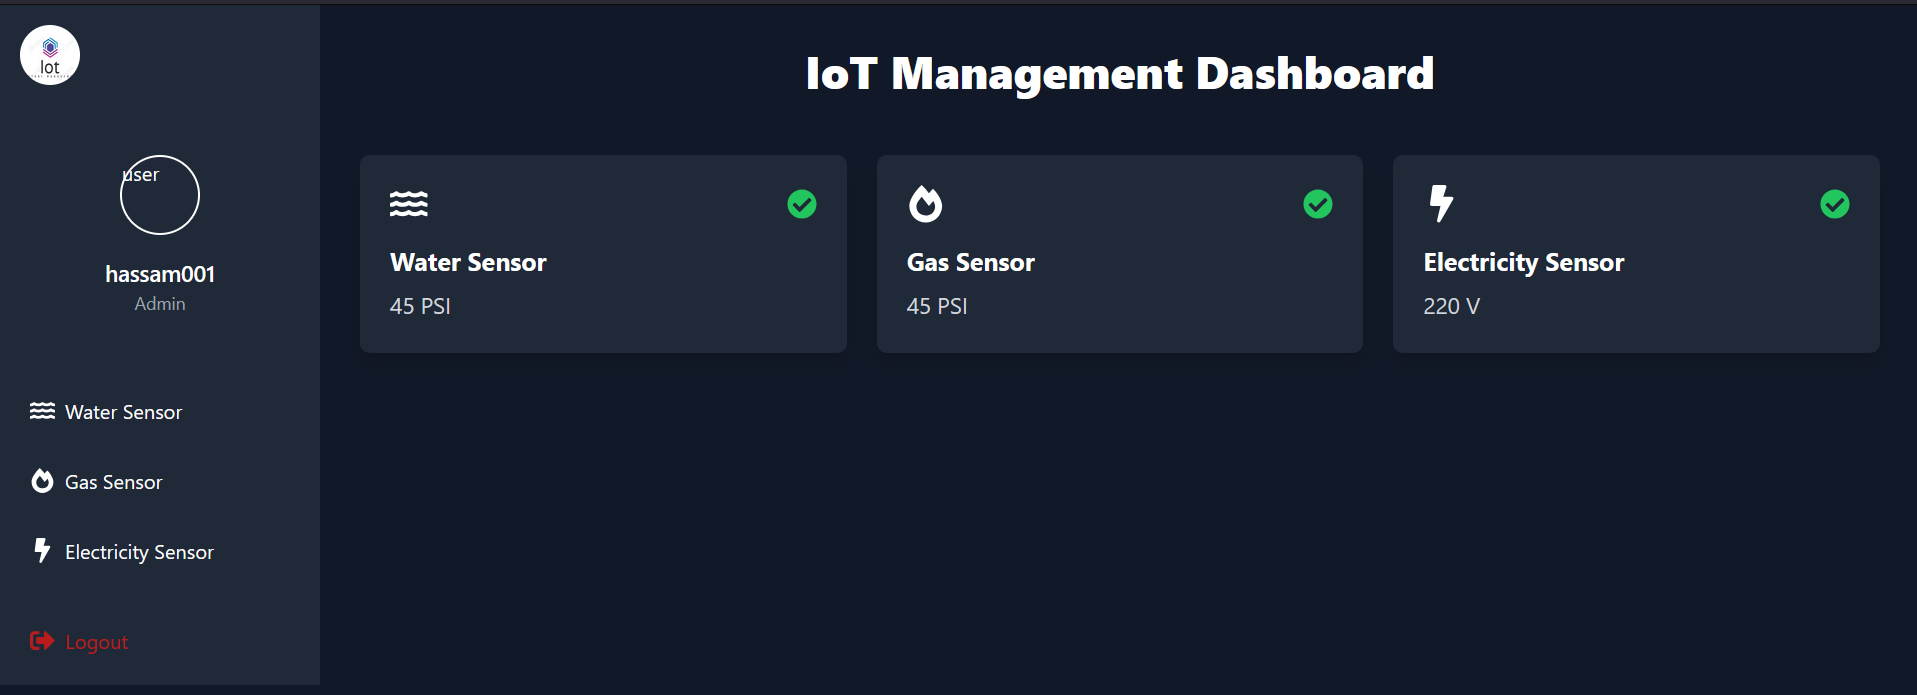 Iot
user
hassam001
Admin
Water Sensor
Gas Sensor
Electricity Sensor
Logout
IoT Management Dashboard
Water Sensor
45 PSI
Gas Sensor
45 PSI
Electricity Sensor
220 V